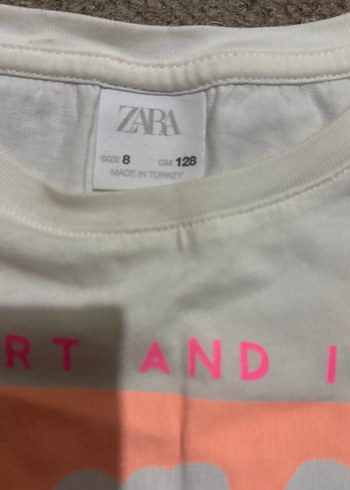 ZARA
SIZE 8 CM 128
MADE IN TURKEY
RT AND I